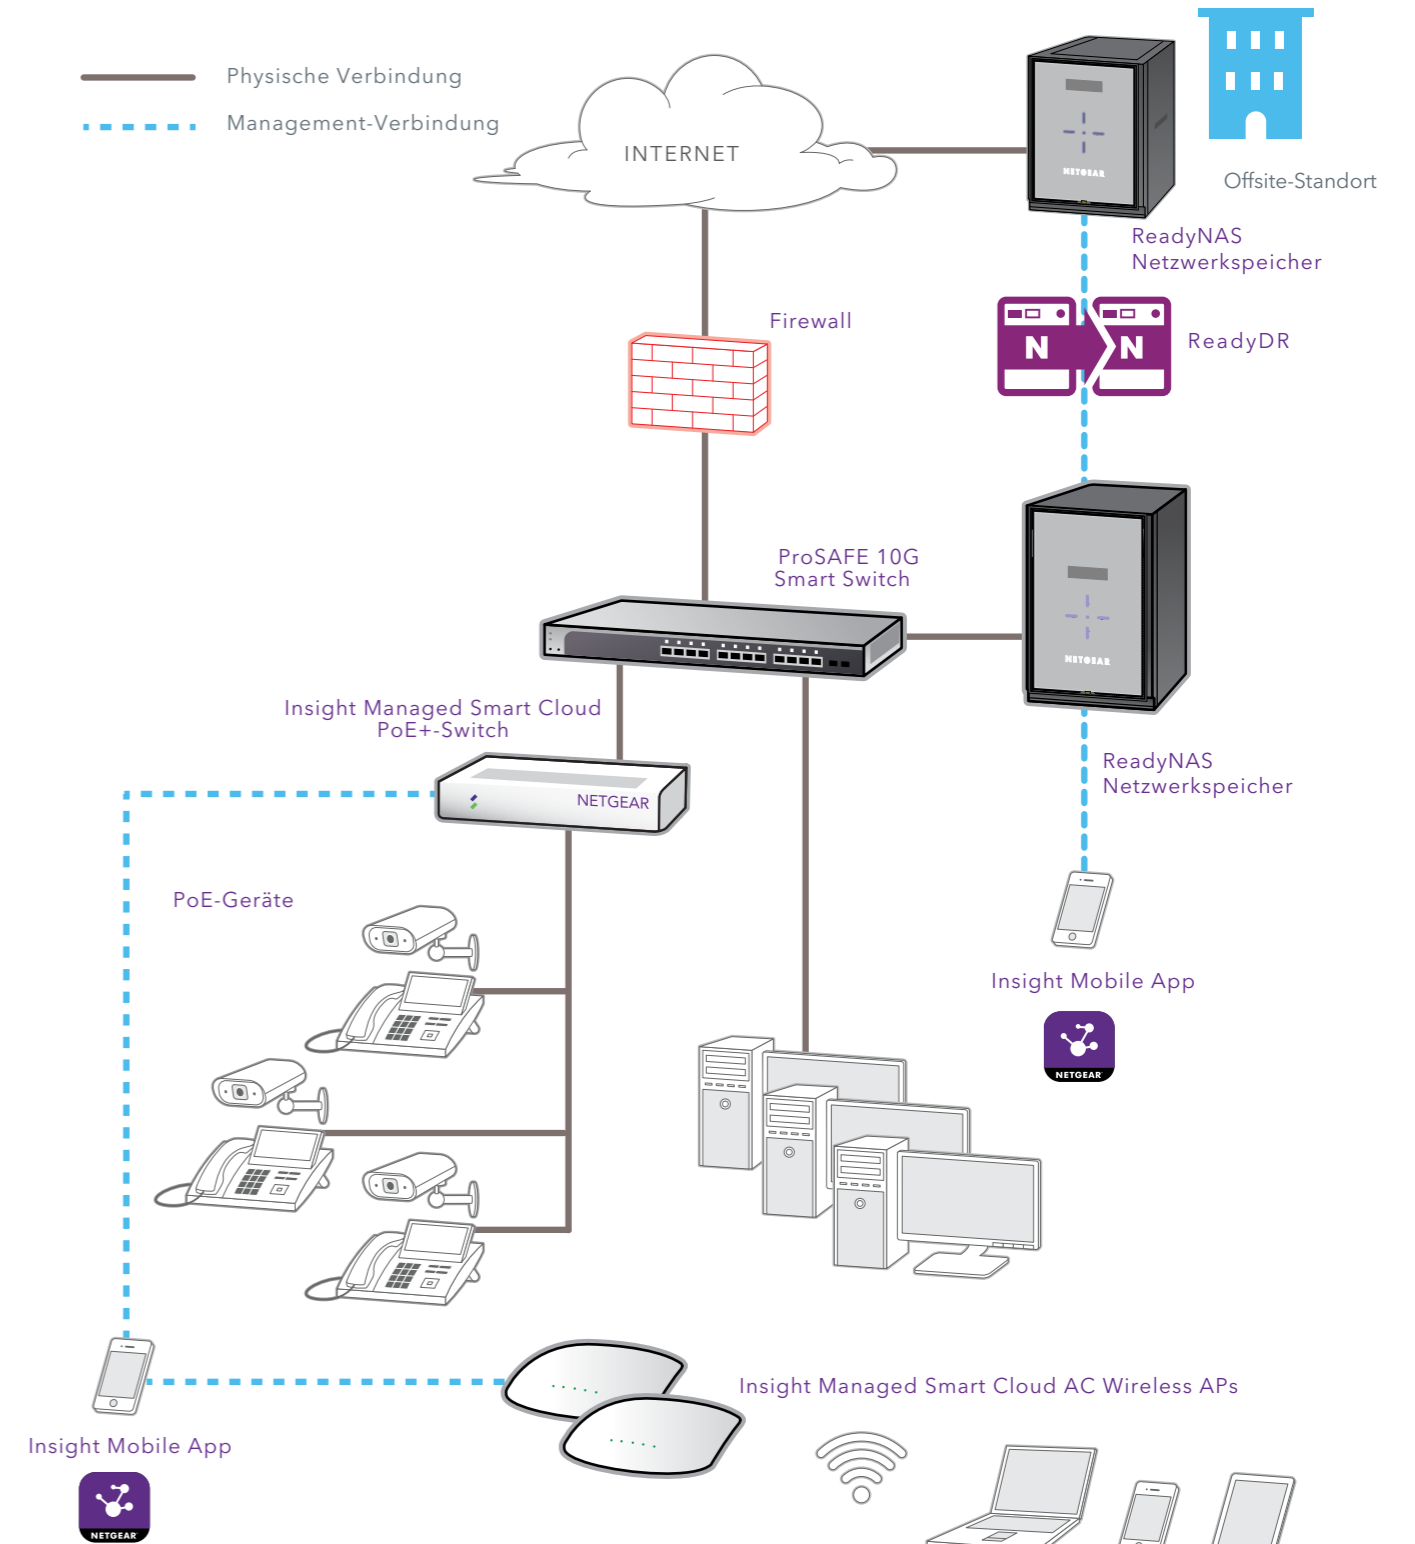 Physische Verbindung
Management-Verbindung
INTERNET
NETGEAR
Offsite-Standort
ReadyNAS
Netzwerkspeicher
Firewall
N
N
ReadyDR
ProSAFE 10G
Smart Switch
NETGEAR
Insight Managed Smart Cloud
PoE+-Switch
NETGEAR
ReadyNAS
Netzwerkspeicher
PoE-Geräte
Insight Mobile App
NETGEAR
Insight Managed Smart Cloud AC Wireless APs
Insight Mobile App
NETGEAR